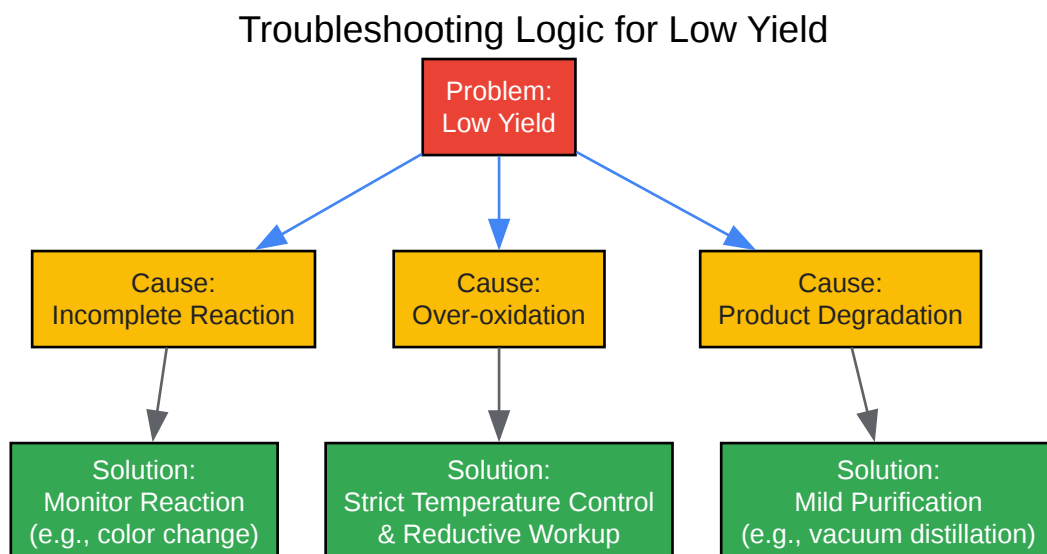 Troubleshooting Logic for Low Yield
Problem:
Low Yield
Cause:
Incomplete Reaction
Cause:
Over-oxidation
Cause:
Product Degradation
Solution:
Monitor Reaction
(e.g., color change)
Solution:
Strict Temperature Control
& Reductive Workup
Solution:
Mild Purification
(e.g., vacuum distillation)